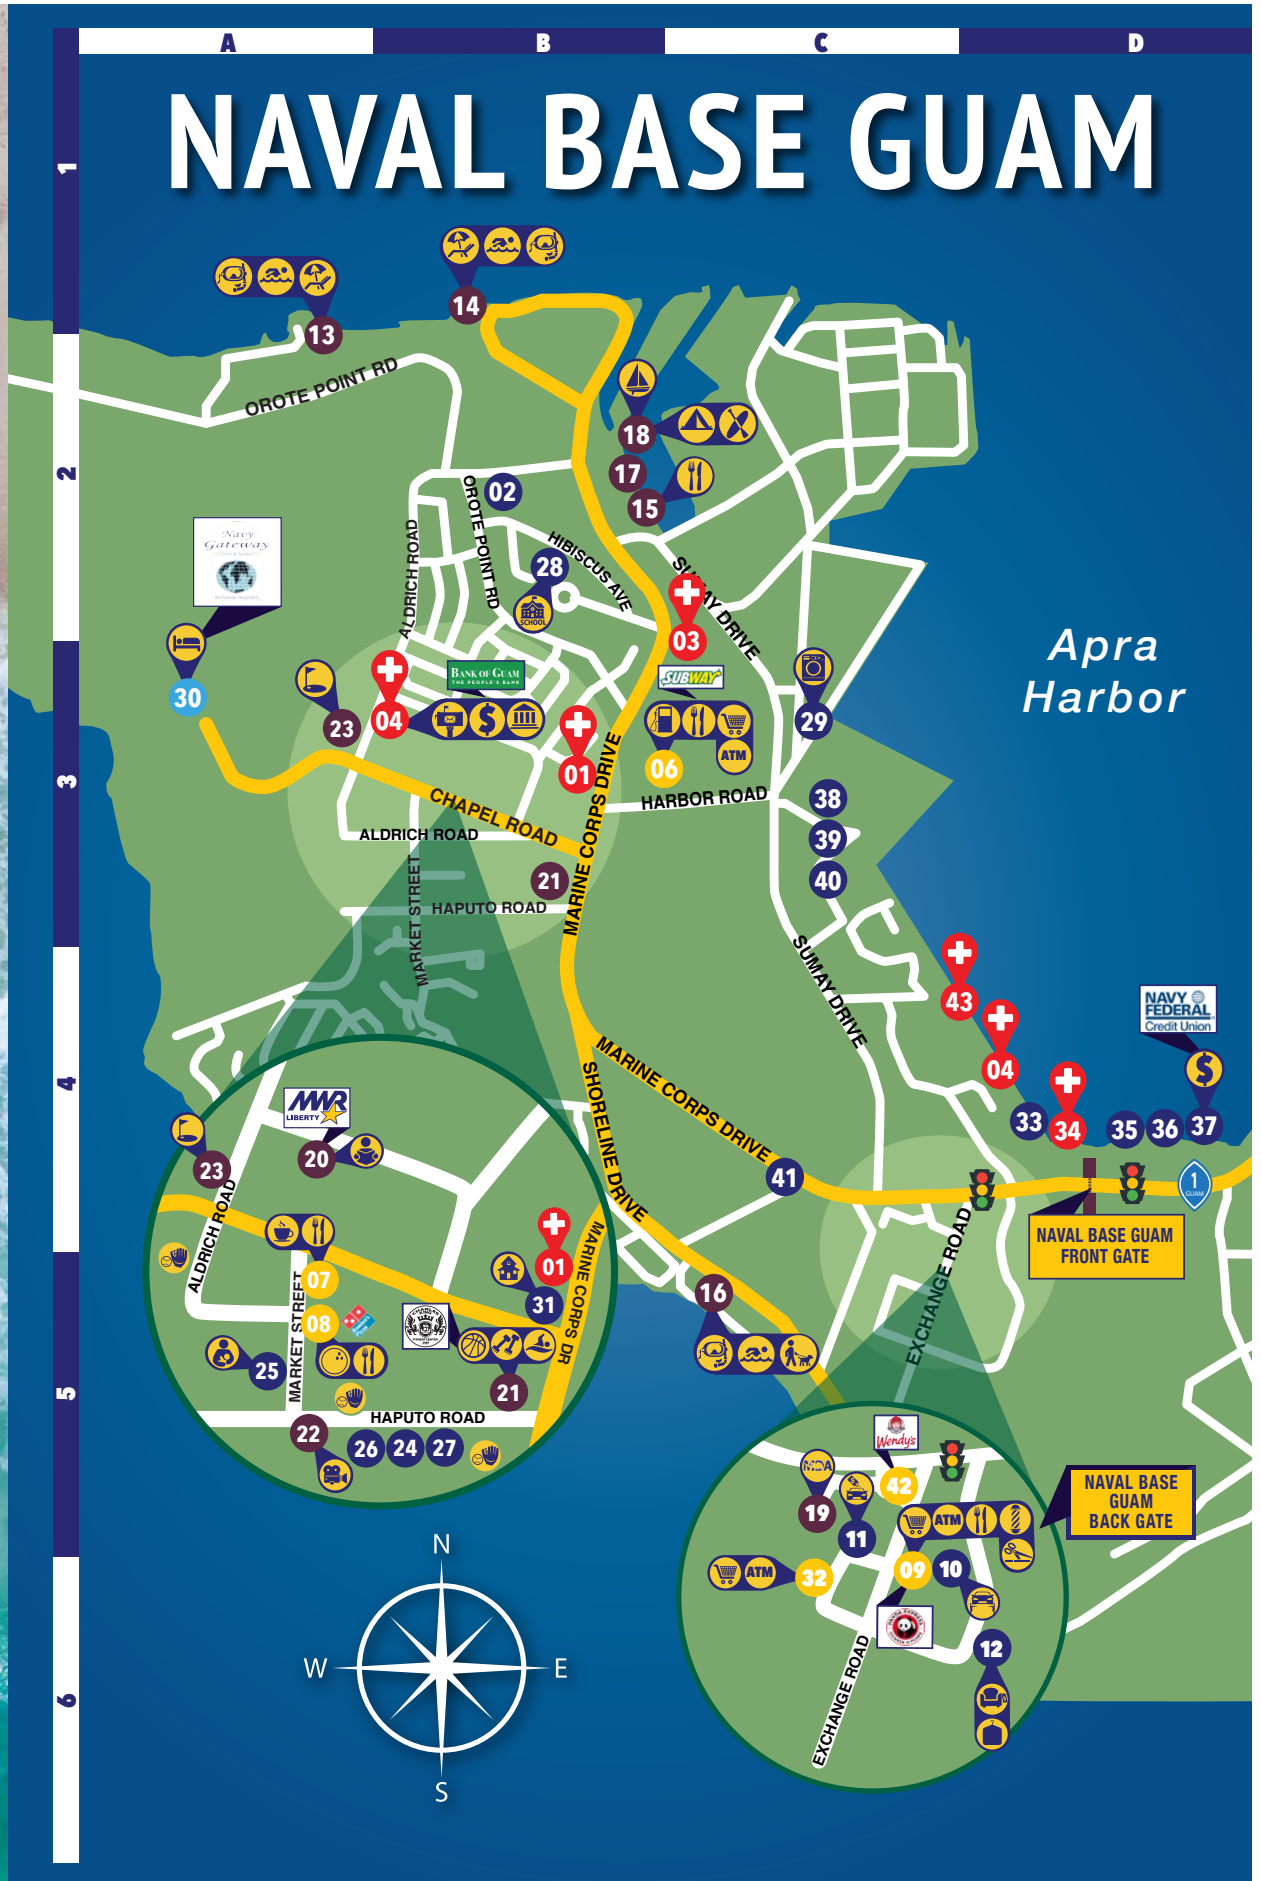 A
B
C
D
1
2
3
4
5
6
NAVAL BASE GUAM
14
13
OROTE POINT RD
18
17
15
02
OROTE POINT RD
ALDRICH ROAD
HIBISCUS AVE
28
SCHOOL
Navy
Gateway
SUMAY DRIVE
03
Apra
Harbor
30
23
04
BANK OF GUAM
THE PEOPLE'S BANK
$
01
SUBWAY
ATM
06
29
CHAPEL ROAD
MARINE CORPS DRIVE
HARBOR ROAD
38
39
40
ALDRICH ROAD
MARKET STREET
21
HAPUTO ROAD
SUMAY DRIVE
43
04
NAVY
FEDERAL
Credit Union
$
33
34
35
36
37
MARINE CORPS DRIVE
SHORELINE DRIVE
41
1
GUAM
NAVAL BASE GUAM
FRONT GATE
EXCHANGE ROAD
16
MWR
LIBERTY
23
20
ALDRICH ROAD
01
MARINE CORPS DR
07
31
08
MARKET STREET
25
21
HAPUTO ROAD
22
26
24
27
Wendy's
MDA
42
19
11
ATM
NAVAL BASE
GUAM
BACK GATE
ATM
32
09
10
PANDA EXPRESS
12
EXCHANGE ROAD
N
W
E
S